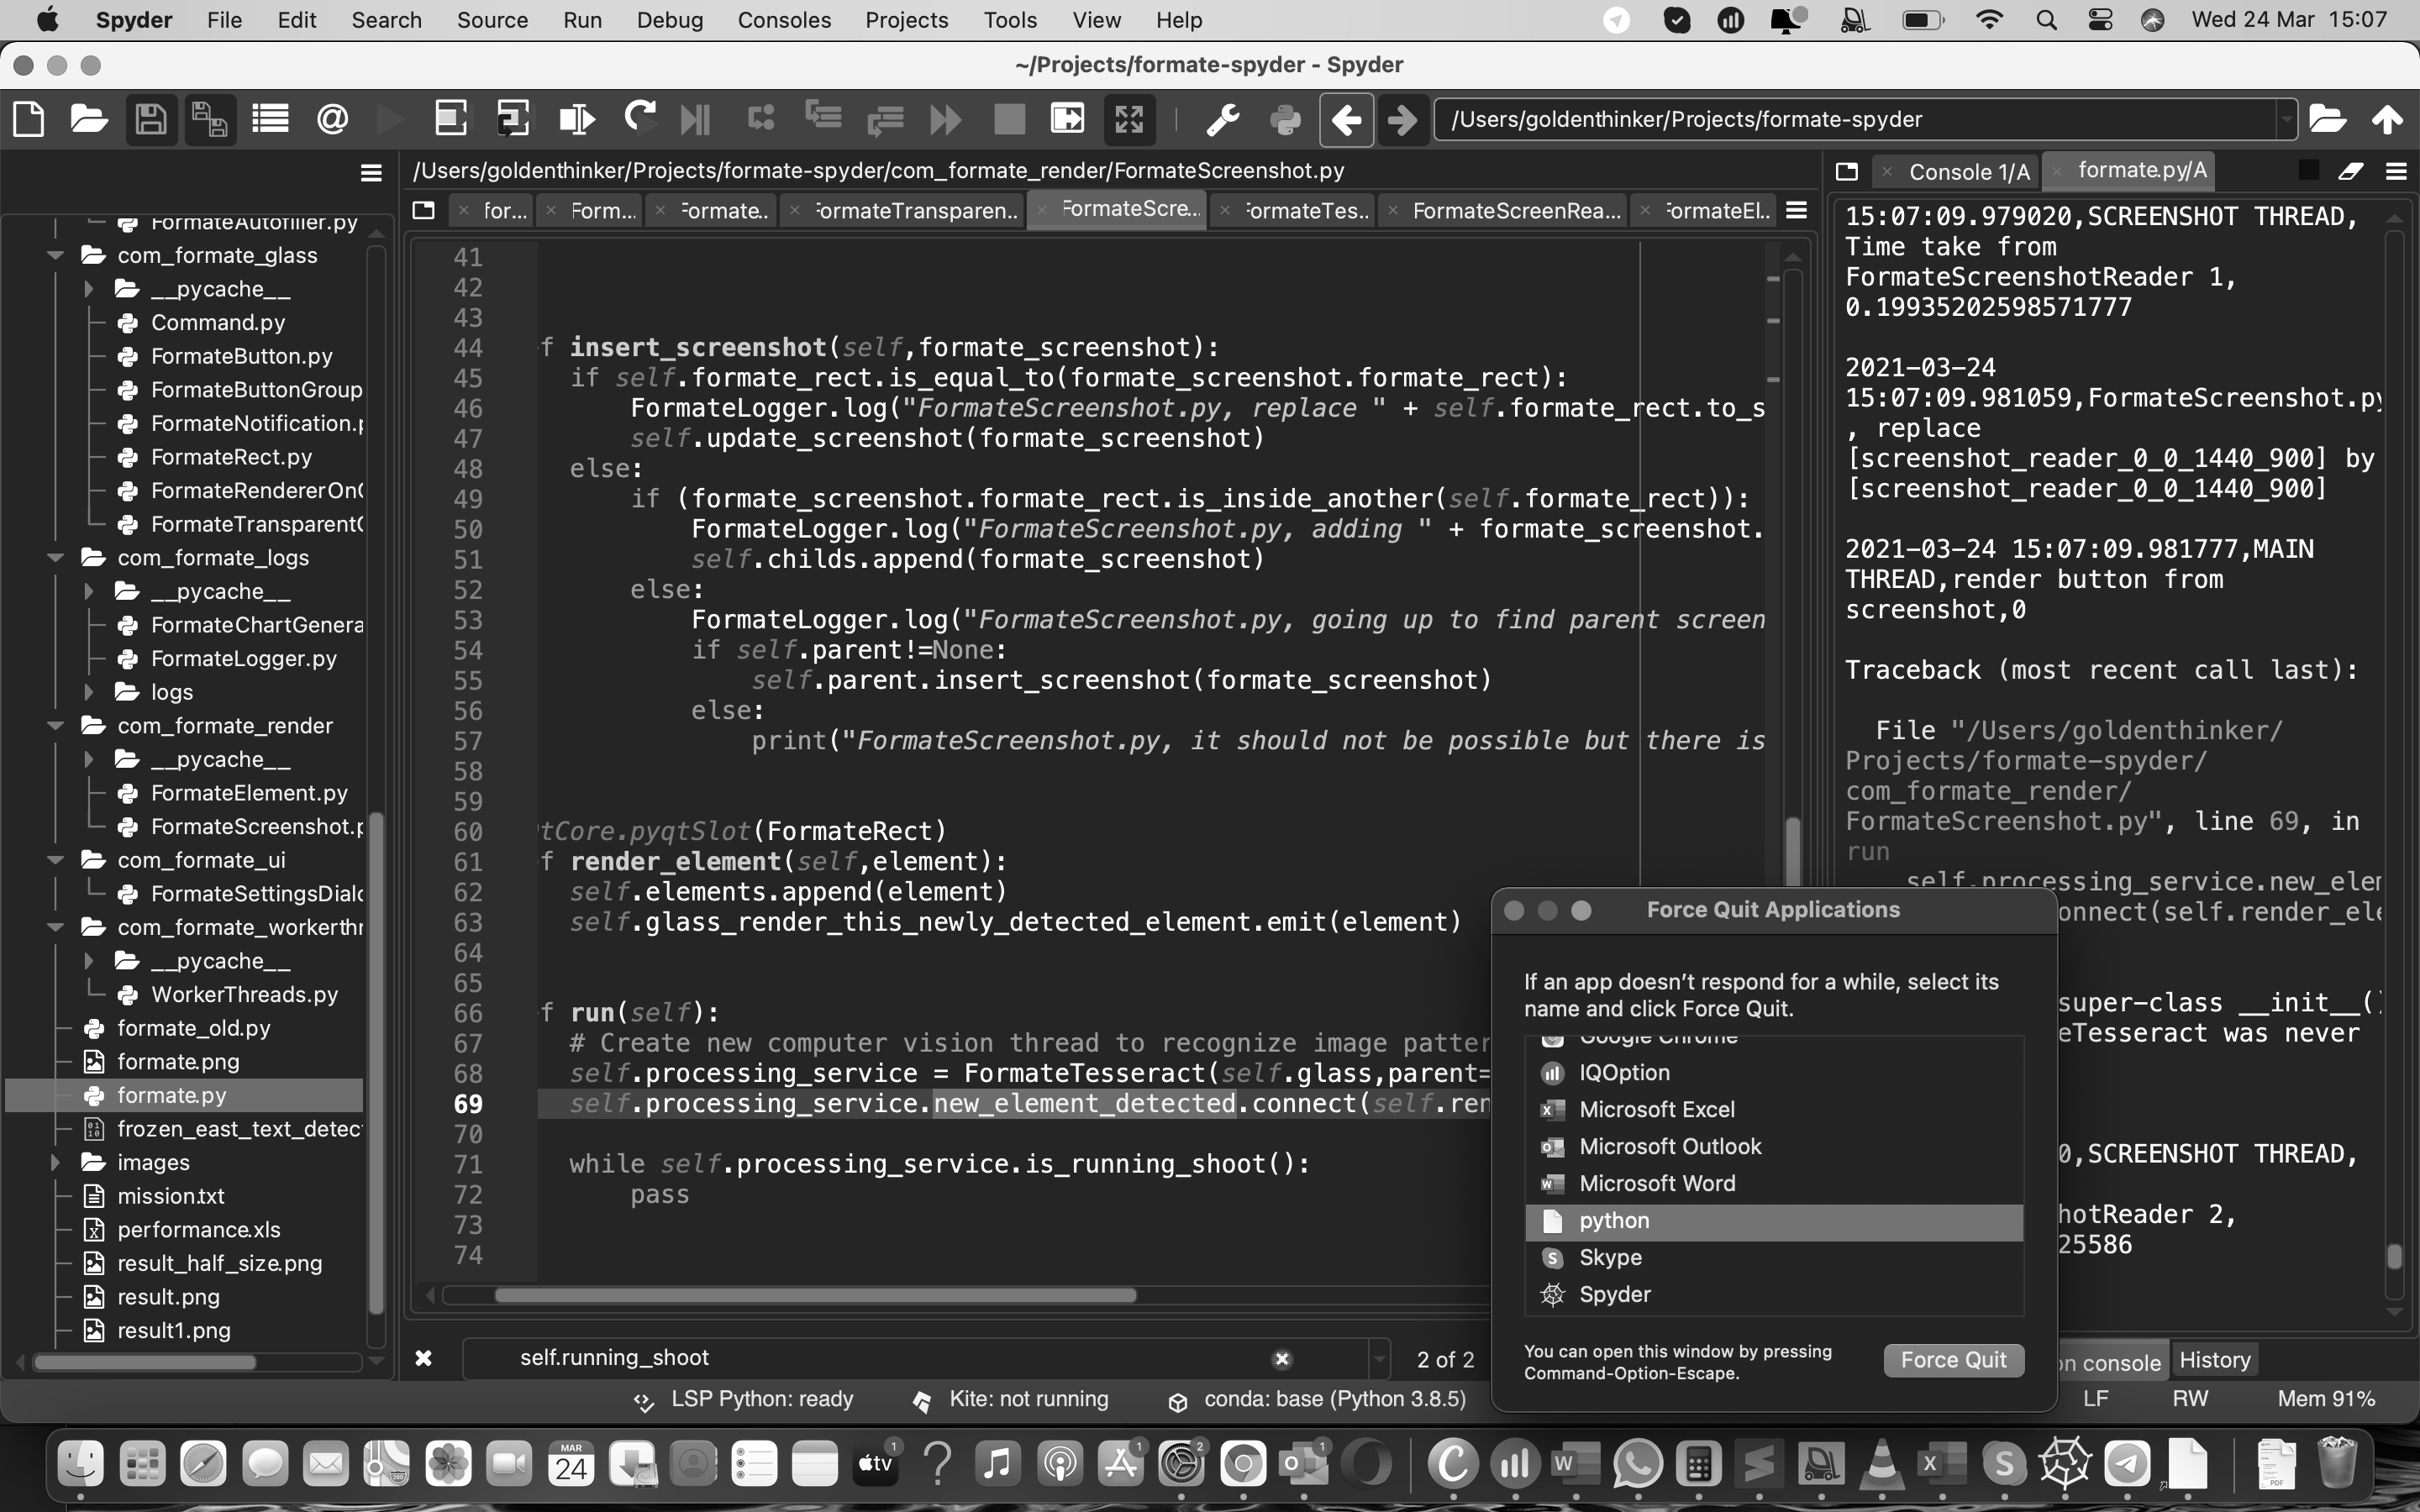 Spyder File Edit Search Source Run Debug Consoles Projects Tools View Help Wed 24 Mar 15:07
~/Projects/formate-spyder - Spyder
/Users/goldenthinker/Projects/formate-spyder
/Users/goldenthinker/Projects/formate-spyder/com_formate_render/FormateScreenshot.py
for... Form... Formate.. FormateTransparen.. FormateScre... FormateTes.. FormateScreenRea... FormateEl..
FormateAutofiller.py
com_formate_glass
__pycache__
Command.py
FormateButton.py
FormateButtonGroup
FormateNotification.p
FormateRect.py
FormateRendererOn
FormateTransparent
com_formate_logs
__pycache__
FormateChartGenera
FormateLogger.py
logs
com_formate_render
__pycache__
FormateElement.py
FormateScreenshot.p
com_formate_ui
FormateSettingsDial
com_formate_workerthr
__pycache__
WorkerThreads.py
formate_old.py
formate.png
formate.py
frozen_east_text_detec
images
mission.txt
performance.xls
result_half_size.png
result.png
result1.png
41
42
43
44 f insert_screenshot(self,formate_screenshot):
45 if self.formate_rect.is_equal_to(formate_screenshot.formate_rect):
46 FormateLogger.log("FormateScreenshot.py, replace " + self.formate_rect.to_s
47 self.update_screenshot(formate_screenshot)
48 else:
49 if (formate_screenshot.formate_rect.is_inside_another(self.formate_rect)):
50 FormateLogger.log("FormateScreenshot.py, adding " + formate_screenshot.
51 self.childs.append(formate_screenshot)
52 else:
53 FormateLogger.log("FormateScreenshot.py, going up to find parent screen
54 if self.parent!=None:
55 self.parent.insert_screenshot(formate_screenshot)
56 else:
57 print("FormateScreenshot.py, it should not be possible but there is
58
59
60 tCore.pyqtSlot(FormateRect)
61 f render_element(self,element):
62 self.elements.append(element)
63 self.glass_render_this_newly_detected_element.emit(element)
64
65
66 f run(self):
67 # Create new computer vision thread to recognize image patter
68 self.processing_service = FormateTesseract(self.glass,parent=
69 self.processing_service.new_element_detected.connect(self.ren
70
71 while self.processing_service.is_running_shoot():
72 pass
73
74
self.running_shoot 2 of 2
Console 1/A formate.py/A
15:07:09.979020,SCREENSHOT THREAD,
Time take from
FormateScreenshotReader 1,
0.19935202598571777
2021-03-24
15:07:09.981059,FormateScreenshot.py
, replace
[screenshot_reader_0_0_1440_900] by
[screenshot_reader_0_0_1440_900]
2021-03-24 15:07:09.981777,MAIN
THREAD,render button from
screenshot,0
Traceback (most recent call last):
File "/Users/goldenthinker/
Projects/formate-spyder/
com_formate_render/
FormateScreenshot.py", line 69, in
run
self.processing_service.new_elem
onnect(self.render_ele
super-class __init__()
eTesseract was never
0,SCREENSHOT THREAD,
hotReader 2,
25586
Force Quit Applications
If an app doesn’t respond for a while, select its
name and click Force Quit.
Google Chrome
IQOption
Microsoft Excel
Microsoft Outlook
Microsoft Word
python
Skype
Spyder
You can open this window by pressing
Command-Option-Escape.
Force Quit
on console History
LSP Python: ready Kite: not running conda: base (Python 3.8.5) LF RW Mem 91%
MAR
24
280
tv
1
1
2
1
PDF